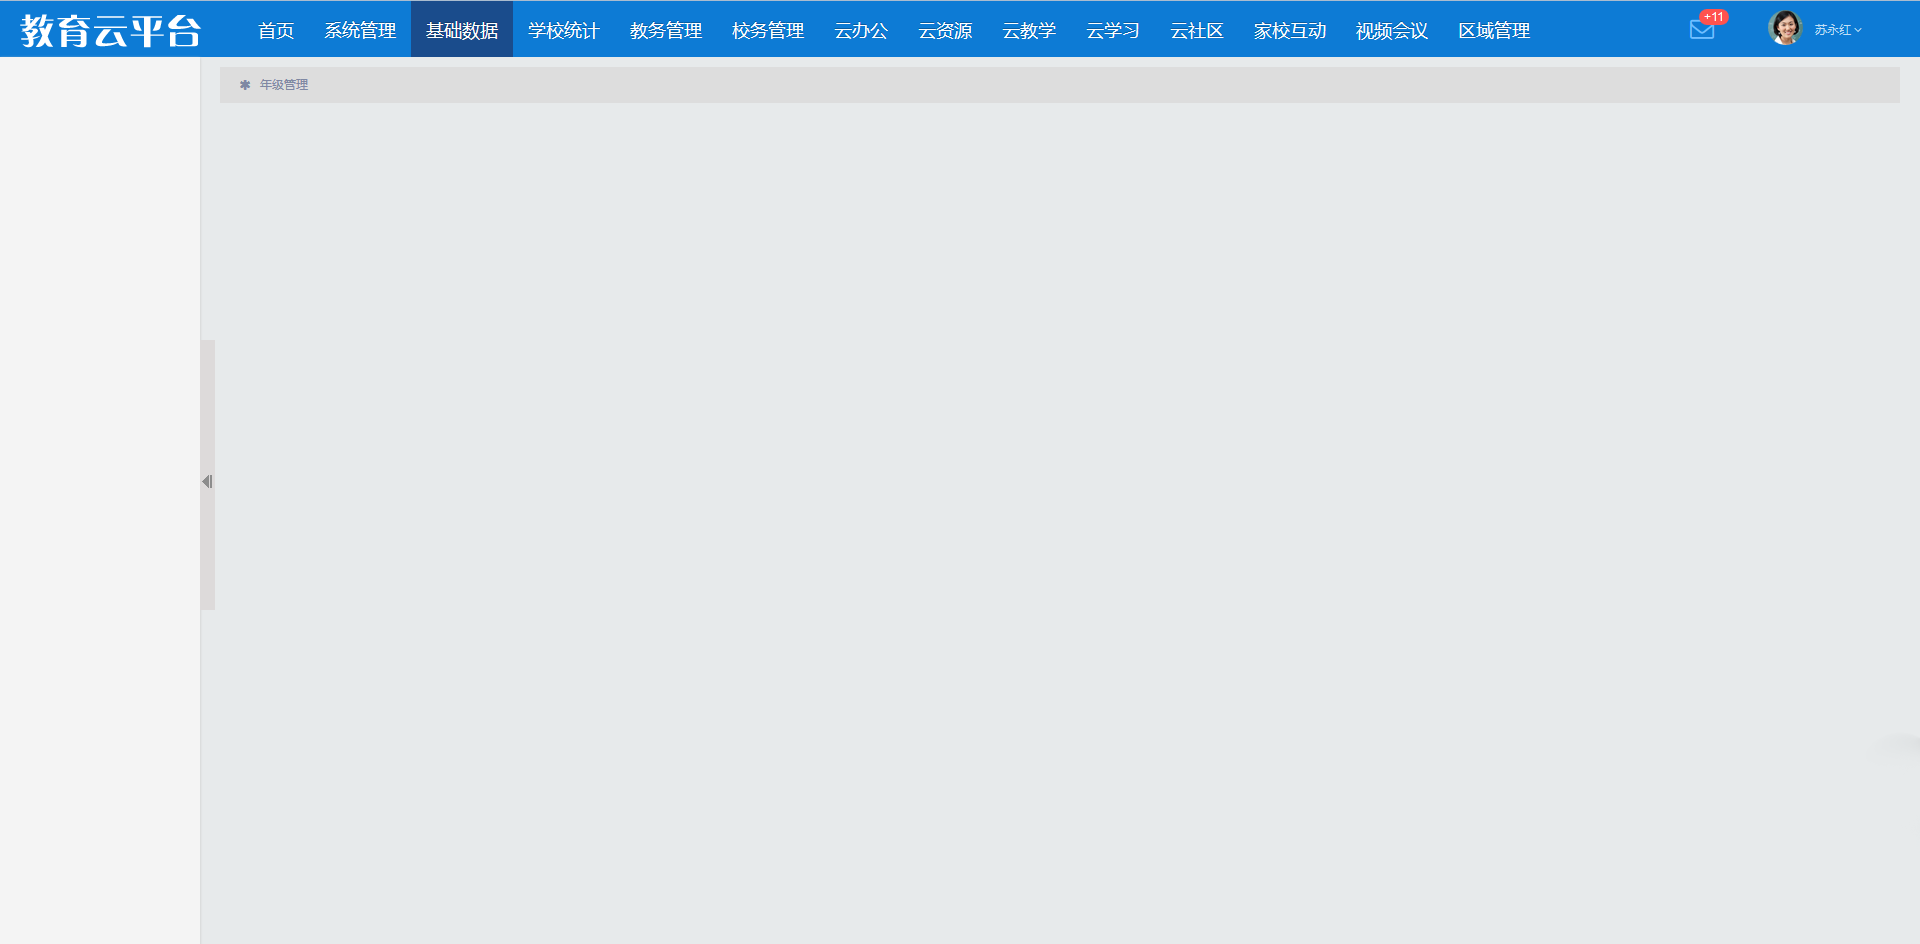 教育云平台 首页 系统管理 基础数据 学校统计 教务管理 校务管理 云办公 云资源 云教学 云学习 云社区 家校互动 视频会议 区域管理 +11 苏永红
年级管理